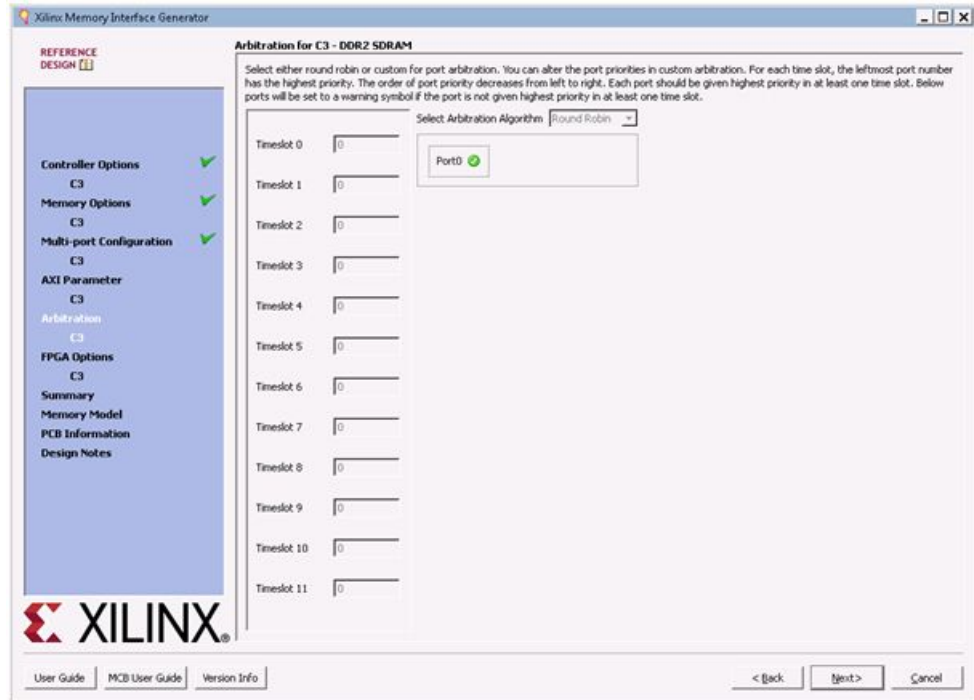 Xilinx Memory Interface Generator
REFERENCE
DESIGN
Controller Options
C3
Memory Options
C3
Multi-port Configuration
C3
AXI Parameter
C3
Arbitration
C3
FPGA Options
C3
Summary
Memory Model
PCB Information
Design Notes
XILINX®
Arbitration for C3 - DDR2 SDRAM
Select either round robin or custom for port arbitration. You can alter the port priorities in custom arbitration. For each time slot, the leftmost port number
has the highest priority. The order of port priority decreases from left to right. Each port should be given highest priority in at least one time slot. Below
ports will be set to a warning symbol if the port is not given highest priority in at least one time slot.
Timeslot 0 0
Timeslot 1 0
Timeslot 2 0
Timeslot 3 0
Timeslot 4 0
Timeslot 5 0
Timeslot 6 0
Timeslot 7 0
Timeslot 8 0
Timeslot 9 0
Timeslot 10 0
Timeslot 11 0
Select Arbitration Algorithm Round Robin
Port0
User Guide MCB User Guide Version Info < Back Next> Cancel